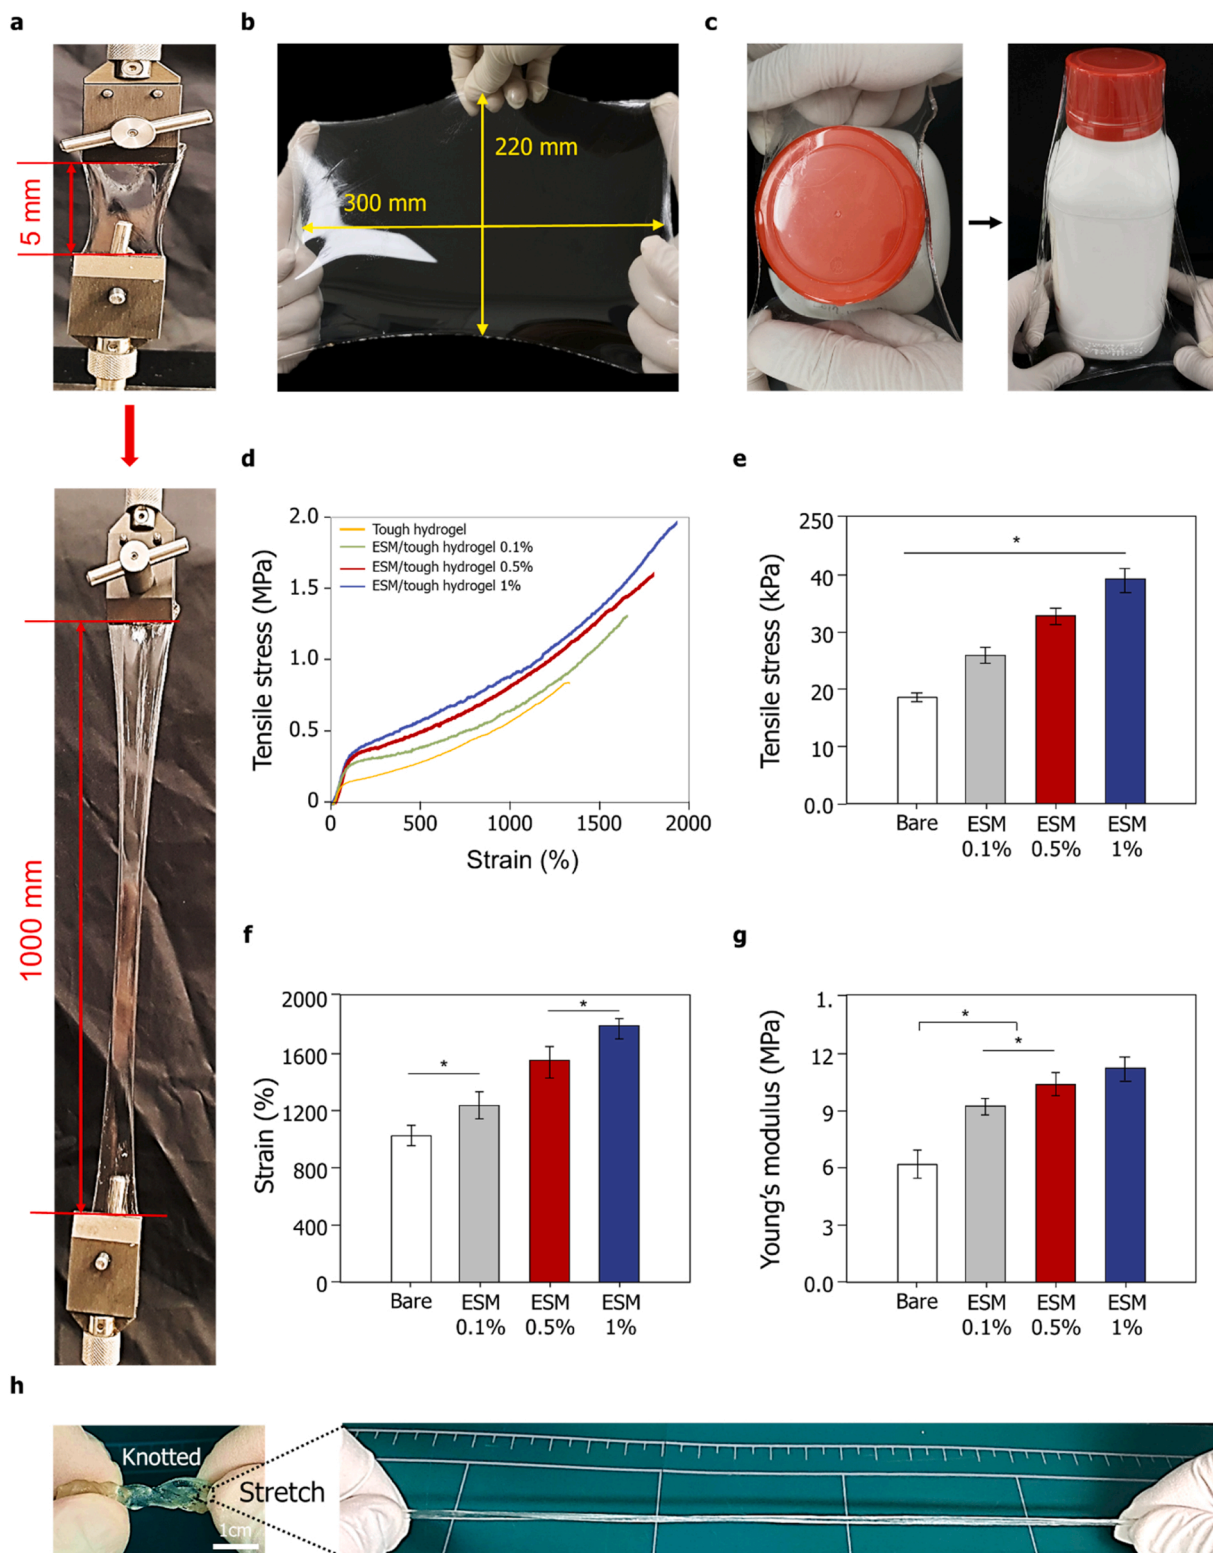 a
b
c
5 mm
220 mm
300 mm
1000 mm
d
Tensile stress (MPa)
2.0
1.5
1.0
0.5
0
Tough hydrogel
ESM/tough hydrogel 0.1%
ESM/tough hydrogel 0.5%
ESM/tough hydrogel 1%
0 500 1000 1500 2000
Strain (%)
e
Tensile stress (kPa)
250
40
30
20
10
0.0
*
Bare ESM ESM ESM
0.1% 0.5% 1%
f
Strain (%)
2000
1600
1200
800
400
0
* *
Bare ESM ESM ESM
0.1% 0.5% 1%
g
Young's modulus (MPa)
1.
12
9
6
3
0.0
*
*
Bare ESM ESM ESM
0.1% 0.5% 1%
h
Knotted
Stretch
1cm